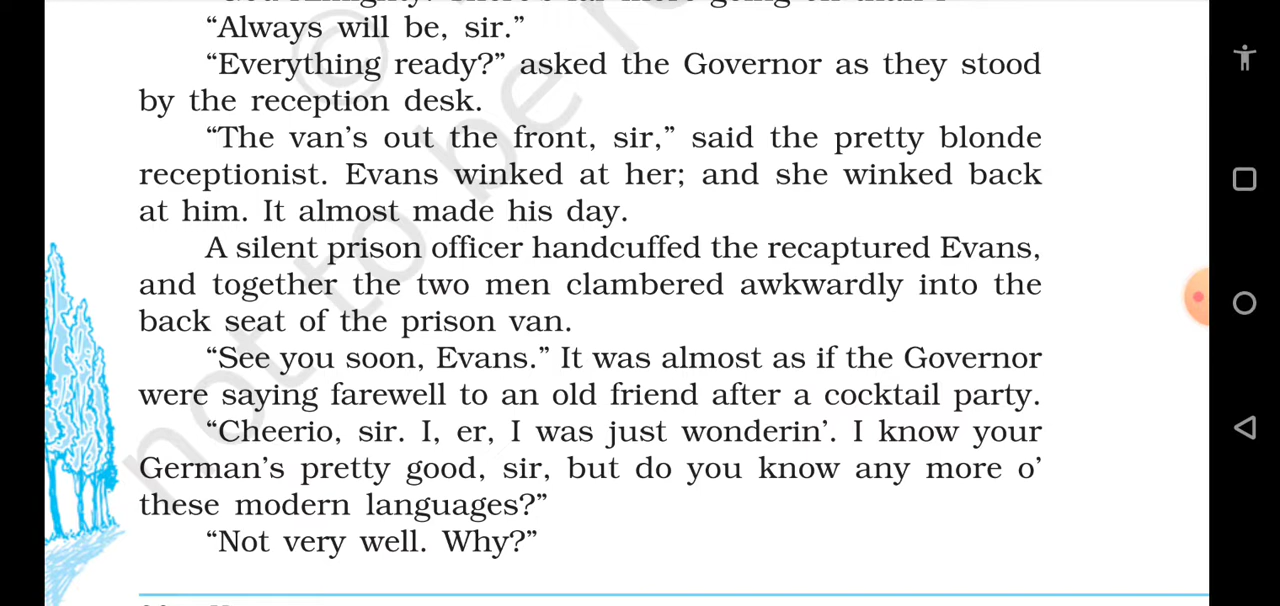 "Always will be, sir."
"Everything ready?" asked the Governor as they stood
by the reception desk.
"The van's out the front, sir," said the pretty blonde
receptionist. Evans winked at her; and she winked back
at him. It almost made his day.
A silent prison officer handcuffed the recaptured Evans,
and together the two men clambered awkwardly into the
back seat of the prison van.
"See you soon, Evans." It was almost as if the Governor
were saying farewell to an old friend after a cocktail party.
"Cheerio, sir. I, er, I was just wonderin'. I know your
German's pretty good, sir, but do you know any more o'
these modern languages?"
"Not very well. Why?"
© not to be r